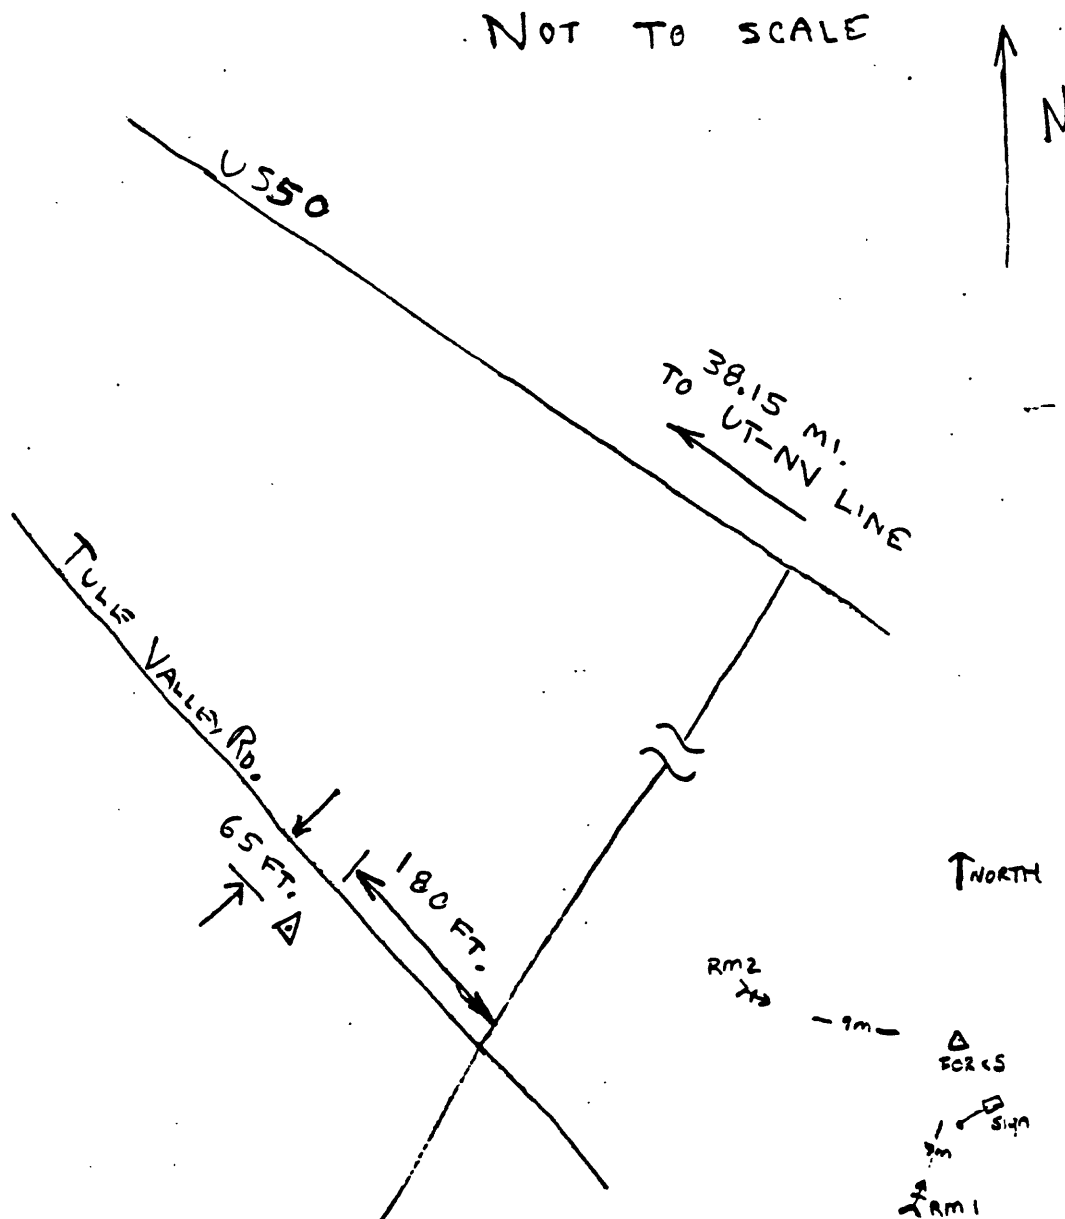 NOT TO SCALE
N
US50
38.15 MI.
TO UT-NV LINE
TULE VALLEY RD.
65 FT.
180 FT.
NORTH
RM2
9m
Sign
RM1